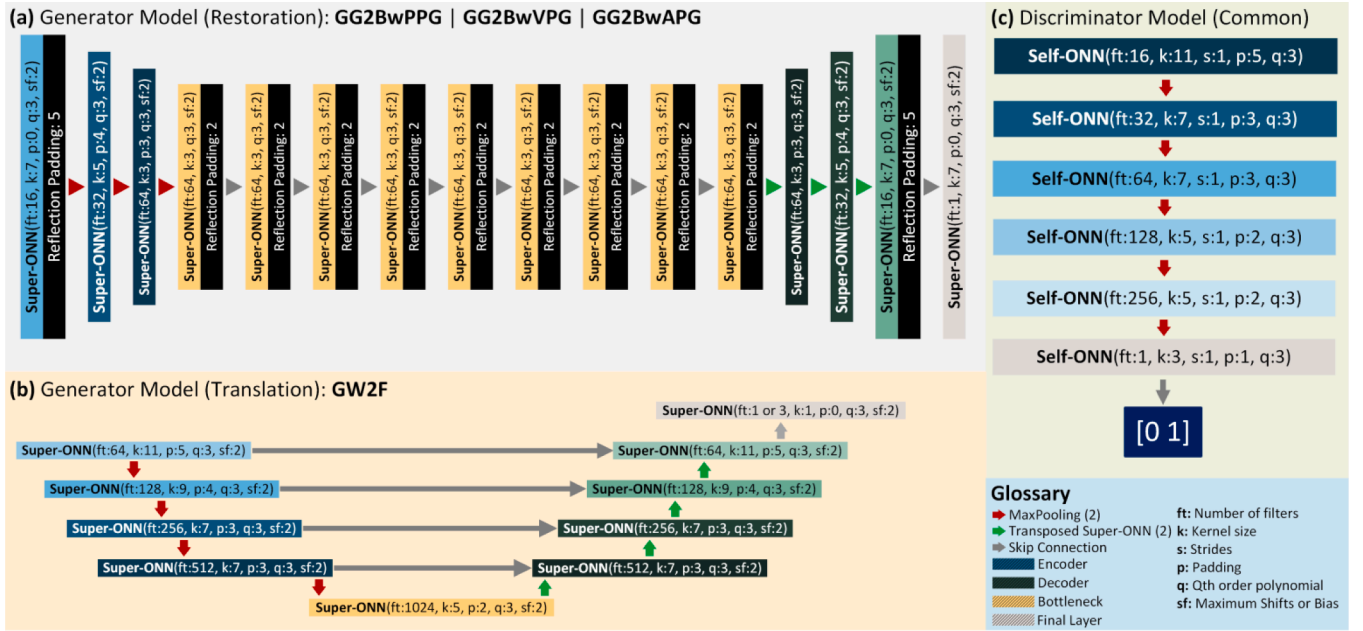 (a) Generator Model (Restoration): GG2BwPPG | GG2BwVPG | GG2BwAPG
Super-ONN(ft:16, k:7, p:0, q:3, sf:2)
Reflection Padding: 5
Super-ONN(ft:32, k:5, p:4, q:3, sf:2)
Super-ONN(ft:64, k:3, p:3, q:3, sf:2)
Super-ONN(ft:64, k:3, q:3, sf:2)
Reflection Padding: 2
Super-ONN(ft:64, k:3, q:3, sf:2)
Reflection Padding: 2
Super-ONN(ft:64, k:3, q:3, sf:2)
Reflection Padding: 2
Super-ONN(ft:64, k:3, q:3, sf:2)
Reflection Padding: 2
Super-ONN(ft:64, k:3, q:3, sf:2)
Reflection Padding: 2
Super-ONN(ft:64, k:3, q:3, sf:2)
Reflection Padding: 2
Super-ONN(ft:64, k:3, q:3, sf:2)
Reflection Padding: 2
Super-ONN(ft:64, k:3, q:3, sf:2)
Reflection Padding: 2
Super-ONN(ft:64, k:3, q:3, sf:2)
Reflection Padding: 2
Super-ONN(ft:64, k:3, p:3, q:3, sf:2)
Super-ONN(ft:32, k:5, p:4, q:3, sf:2)
Super-ONN(ft:16, k:7, p:0, q:3, sf:2)
Reflection Padding: 5
Super-ONN(ft:1, k:7, p:0, q:3, sf:2)
(b) Generator Model (Translation): GW2F
Super-ONN(ft:1 or 3, k:1, p:0, q:3, sf:2)
Super-ONN(ft:64, k:11, p:5, q:3, sf:2)
Super-ONN(ft:64, k:11, p:5, q:3, sf:2)
Super-ONN(ft:128, k:9, p:4, q:3, sf:2)
Super-ONN(ft:128, k:9, p:4, q:3, sf:2)
Super-ONN(ft:256, k:7, p:3, q:3, sf:2)
Super-ONN(ft:256, k:7, p:3, q:3, sf:2)
Super-ONN(ft:512, k:7, p:3, q:3, sf:2)
Super-ONN(ft:512, k:7, p:3, q:3, sf:2)
Super-ONN(ft:1024, k:5, p:2, q:3, sf:2)
(c) Discriminator Model (Common)
Self-ONN(ft:16, k:11, s:1, p:5, q:3)
Self-ONN(ft:32, k:7, s:1, p:3, q:3)
Self-ONN(ft:64, k:7, s:1, p:3, q:3)
Self-ONN(ft:128, k:5, s:1, p:2, q:3)
Self-ONN(ft:256, k:5, s:1, p:2, q:3)
Self-ONN(ft:1, k:3, s:1, p:1, q:3)
[0 1]
Glossary
MaxPooling (2)
Transposed Super-ONN (2)
Skip Connection
Encoder
Decoder
Bottleneck
Final Layer
ft: Number of filters
k: Kernel size
s: Strides
p: Padding
q: Qth order polynomial
sf: Maximum Shifts or Bias